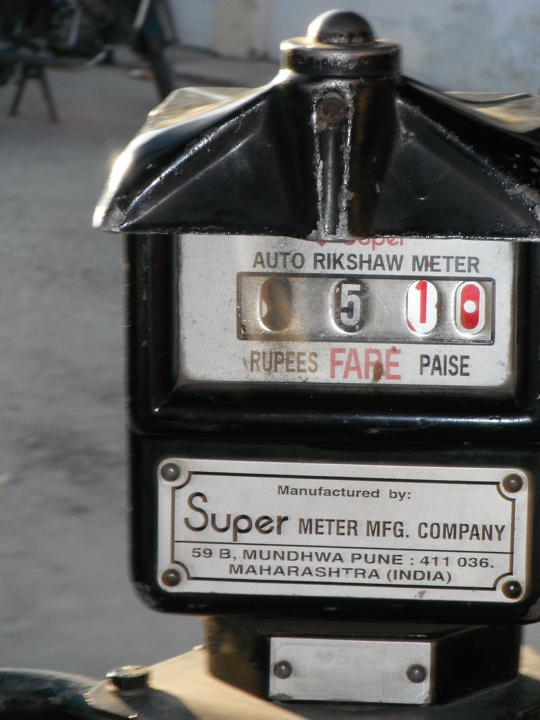 Super
AUTO RIKSHAW METER
5 1 0
RUPEES FARE PAISE
Manufactured by:
Super METER MFG. COMPANY
59 B, MUNDHWA PUNE : 411 036.
MAHARASHTRA (INDIA)